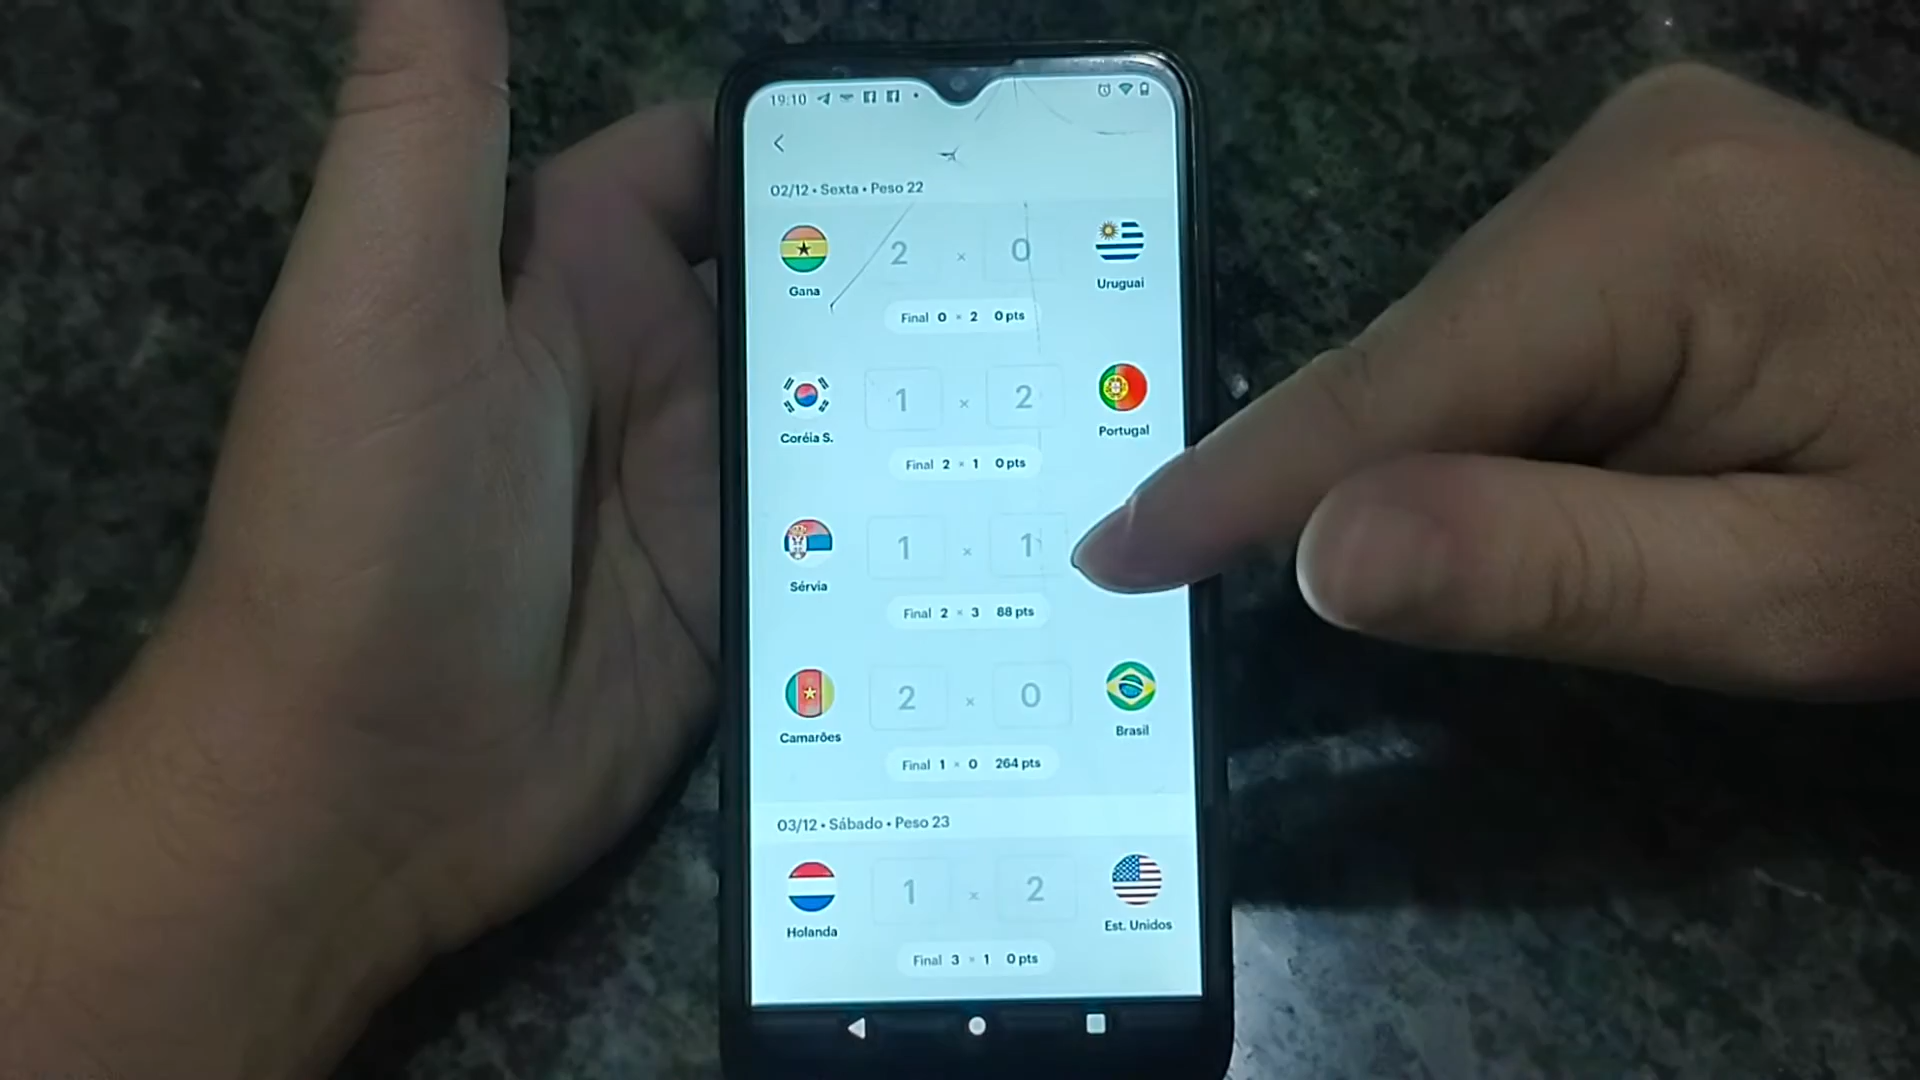 19:10
02/12 • Sexta • Peso 22
2 × 0
Gana
Uruguai
Final 0 × 2 0 pts
1 × 2
Coréia S.
Portugal
Final 2 × 1 0 pts
1 × 1
Sérvia
Final 2 × 3 88 pts
2 × 0
Camarões
Brasil
Final 1 × 0 264 pts
03/12 • Sábado • Peso 23
1 × 2
Holanda
Est. Unidos
Final 3 × 1 0 pts